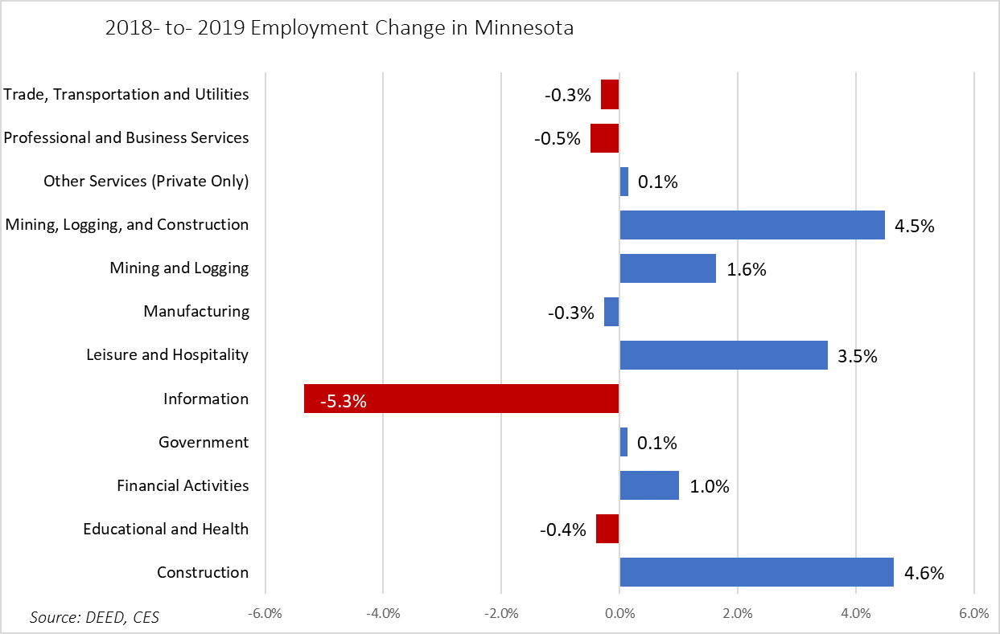 2018- to- 2019 Employment Change in Minnesota
Trade, Transportation and Utilities -0.3%
Professional and Business Services -0.5%
Other Services (Private Only) 0.1%
Mining, Logging, and Construction 4.5%
Mining and Logging 1.6%
Manufacturing -0.3%
Leisure and Hospitality 3.5%
Information -5.3%
Government 0.1%
Financial Activities 1.0%
Educational and Health -0.4%
Construction 4.6%
-6.0% -4.0% -2.0% 0.0% 2.0% 4.0% 6.0%
Source: DEED, CES